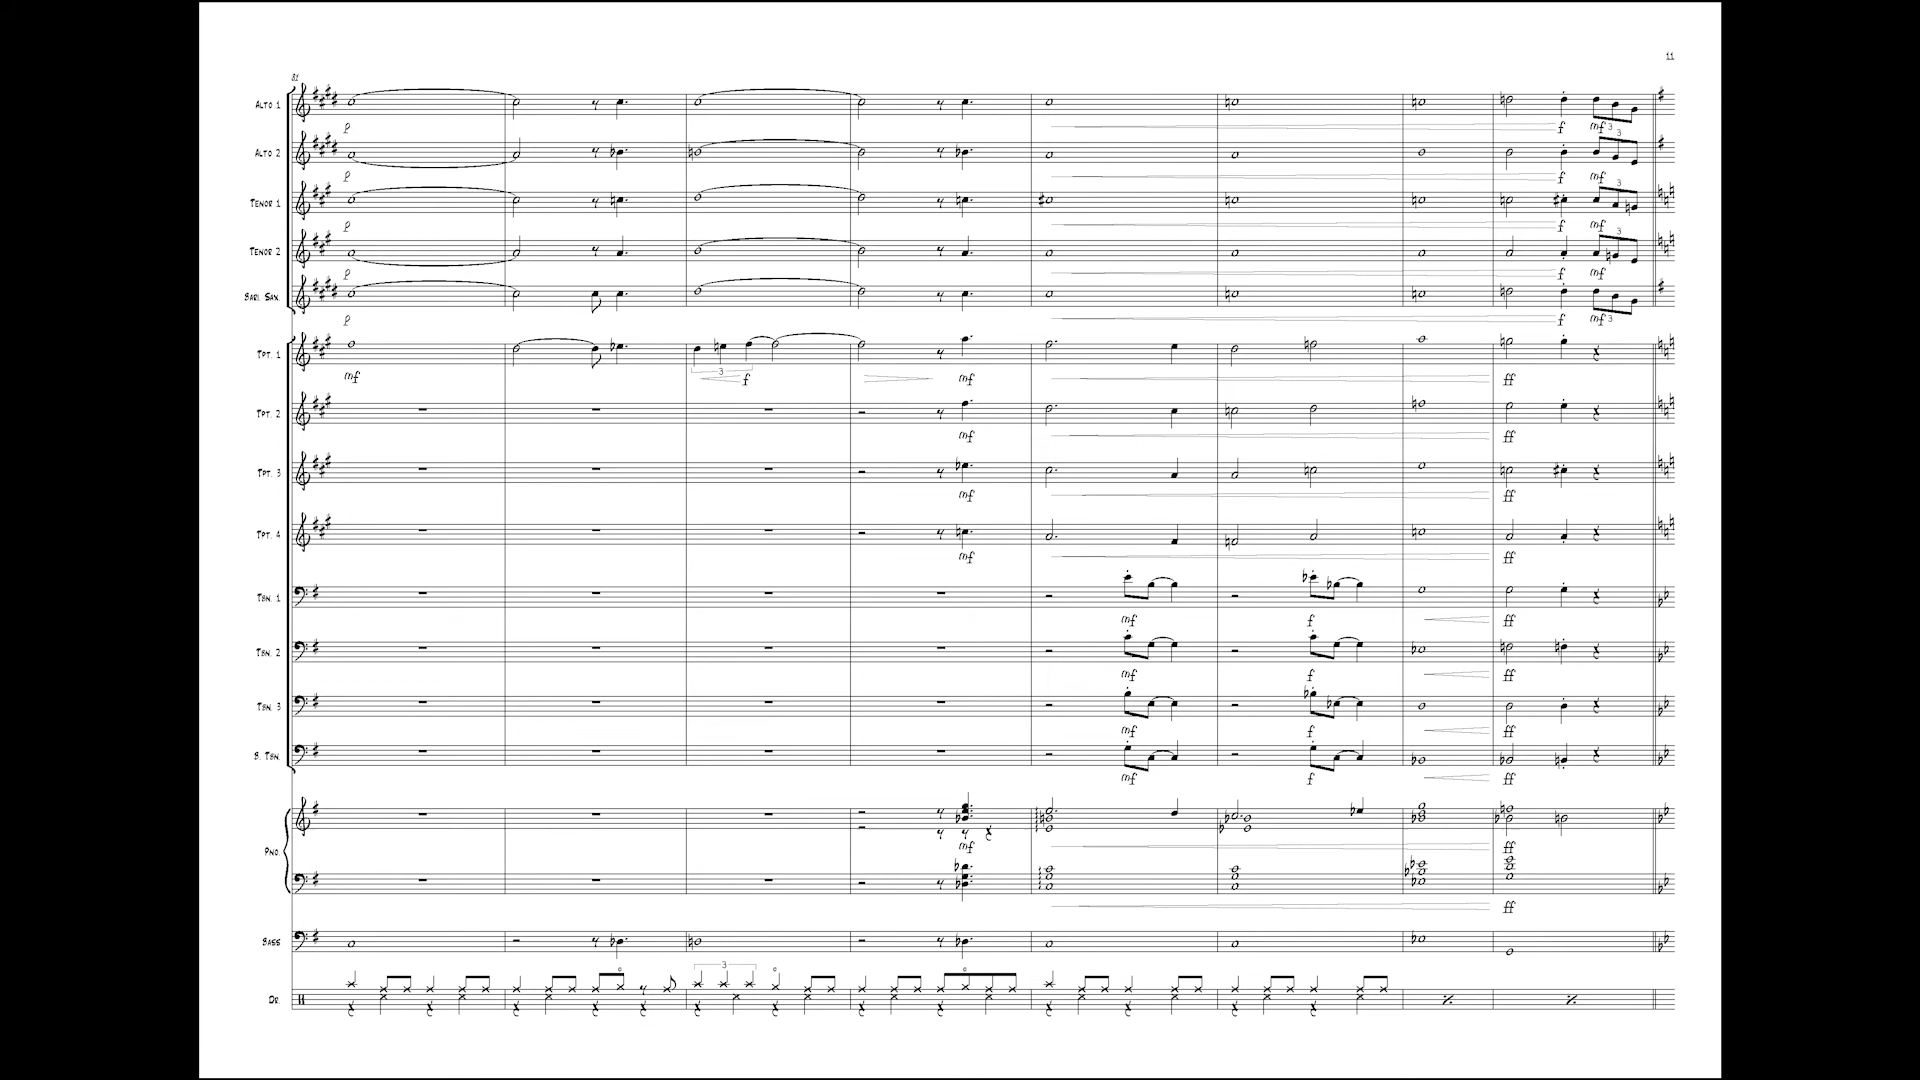 11
81
ALTO 1
p f mf 3
ALTO 2
3
p f mf
TENOR 1
3
p f mf
TENOR 2
3
p f mf
BARI. SAX.
p f mf 3
TPT. 1
3
mf f mf ff
TPT. 2
mf ff
TPT. 3
mf ff
TPT. 4
mf ff
TBN. 1
mf f ff
TBN. 2
mf f ff
TBN. 3
mf f ff
B. TBN.
mf f ff
PNO.
mf ff
ff
BASS
3
DR.